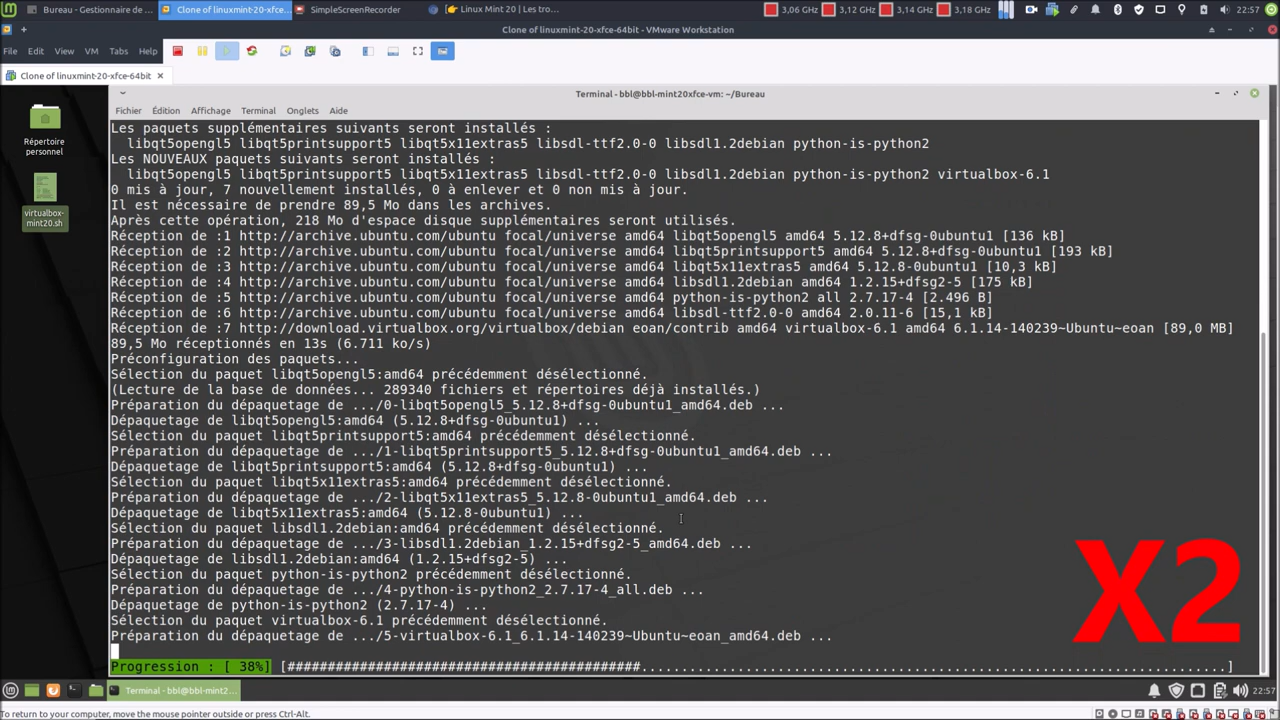 Bureau - Gestionnaire de ...
Clone of linuxmint-20-xfce...
SimpleScreenRecorder
Linux Mint 20 | Les tro...
3,06 GHz
3,12 GHz
3,14 GHz
3,18 GHz
22:57
Clone of linuxmint-20-xfce-64bit - VMware Workstation
File Edit View VM Tabs Help
Clone of linuxmint-20-xfce-64bit
Répertoire
personnel
virtualbox-
mint20.sh
Terminal - bbl@bbl-mint20xfce-vm: ~/Bureau
Fichier Édition Affichage Terminal Onglets Aide
Les paquets supplémentaires suivants seront installés :
libqt5opengl5 libqt5printsupport5 libqt5x11extras5 libsdl-ttf2.0-0 libsdl1.2debian python-is-python2
Les NOUVEAUX paquets suivants seront installés :
libqt5opengl5 libqt5printsupport5 libqt5x11extras5 libsdl-ttf2.0-0 libsdl1.2debian python-is-python2 virtualbox-6.1
0 mis à jour, 7 nouvellement installés, 0 à enlever et 0 non mis à jour.
Il est nécessaire de prendre 89,5 Mo dans les archives.
Après cette opération, 218 Mo d'espace disque supplémentaires seront utilisés.
Réception de :1 http://archive.ubuntu.com/ubuntu focal/universe amd64 libqt5opengl5 amd64 5.12.8+dfsg-0ubuntu1 [136 kB]
Réception de :2 http://archive.ubuntu.com/ubuntu focal/universe amd64 libqt5printsupport5 amd64 5.12.8+dfsg-0ubuntu1 [193 kB]
Réception de :3 http://archive.ubuntu.com/ubuntu focal/universe amd64 libqt5x11extras5 amd64 5.12.8-0ubuntu1 [10,3 kB]
Réception de :4 http://archive.ubuntu.com/ubuntu focal/universe amd64 libsdl1.2debian amd64 1.2.15+dfsg2-5 [175 kB]
Réception de :5 http://archive.ubuntu.com/ubuntu focal/universe amd64 python-is-python2 all 2.7.17-4 [2.496 B]
Réception de :6 http://archive.ubuntu.com/ubuntu focal/universe amd64 libsdl-ttf2.0-0 amd64 2.0.11-6 [15,1 kB]
Réception de :7 http://download.virtualbox.org/virtualbox/debian eoan/contrib amd64 virtualbox-6.1 amd64 6.1.14-140239~Ubuntu~eoan [89,0 MB]
89,5 Mo réceptionnés en 13s (6.711 ko/s)
Préconfiguration des paquets...
Sélection du paquet libqt5opengl5:amd64 précédemment désélectionné.
(Lecture de la base de données... 289340 fichiers et répertoires déjà installés.)
Préparation du dépaquetage de .../0-libqt5opengl5_5.12.8+dfsg-0ubuntu1_amd64.deb ...
Dépaquetage de libqt5opengl5:amd64 (5.12.8+dfsg-0ubuntu1) ...
Sélection du paquet libqt5printsupport5:amd64 précédemment désélectionné.
Préparation du dépaquetage de .../1-libqt5printsupport5_5.12.8+dfsg-0ubuntu1_amd64.deb ...
Dépaquetage de libqt5printsupport5:amd64 (5.12.8+dfsg-0ubuntu1) ...
Sélection du paquet libqt5x11extras5:amd64 précédemment désélectionné.
Préparation du dépaquetage de .../2-libqt5x11extras5_5.12.8-0ubuntu1_amd64.deb ...
Dépaquetage de libqt5x11extras5:amd64 (5.12.8-0ubuntu1) ...
Sélection du paquet libsdl1.2debian:amd64 précédemment désélectionné.
Préparation du dépaquetage de .../3-libsdl1.2debian_1.2.15+dfsg2-5_amd64.deb ...
Dépaquetage de libsdl1.2debian:amd64 (1.2.15+dfsg2-5) ...
Sélection du paquet python-is-python2 précédemment désélectionné.
Préparation du dépaquetage de .../4-python-is-python2_2.7.17-4_all.deb ...
Dépaquetage de python-is-python2 (2.7.17-4) ...
Sélection du paquet virtualbox-6.1 précédemment désélectionné.
Préparation du dépaquetage de .../5-virtualbox-6.1_6.1.14-140239~Ubuntu~eoan_amd64.deb ...
Progression : [ 38%] [############################################..........................................................................]
X2
Terminal - bbl@bbl-mint2...
22:57
To return to your computer, move the mouse pointer outside or press Ctrl-Alt.